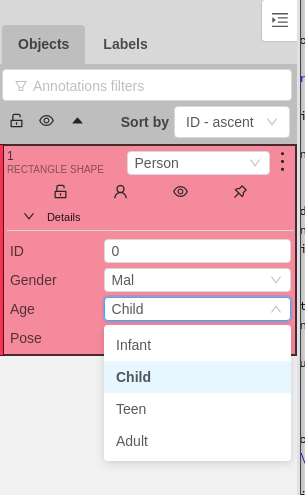 Objects Labels
Annotations filters
Sort by ID - ascent
1 Person
RECTANGLE SHAPE
Details
ID 0
Gender Mal
Age Child
Pose
Infant
Child
Teen
Adult